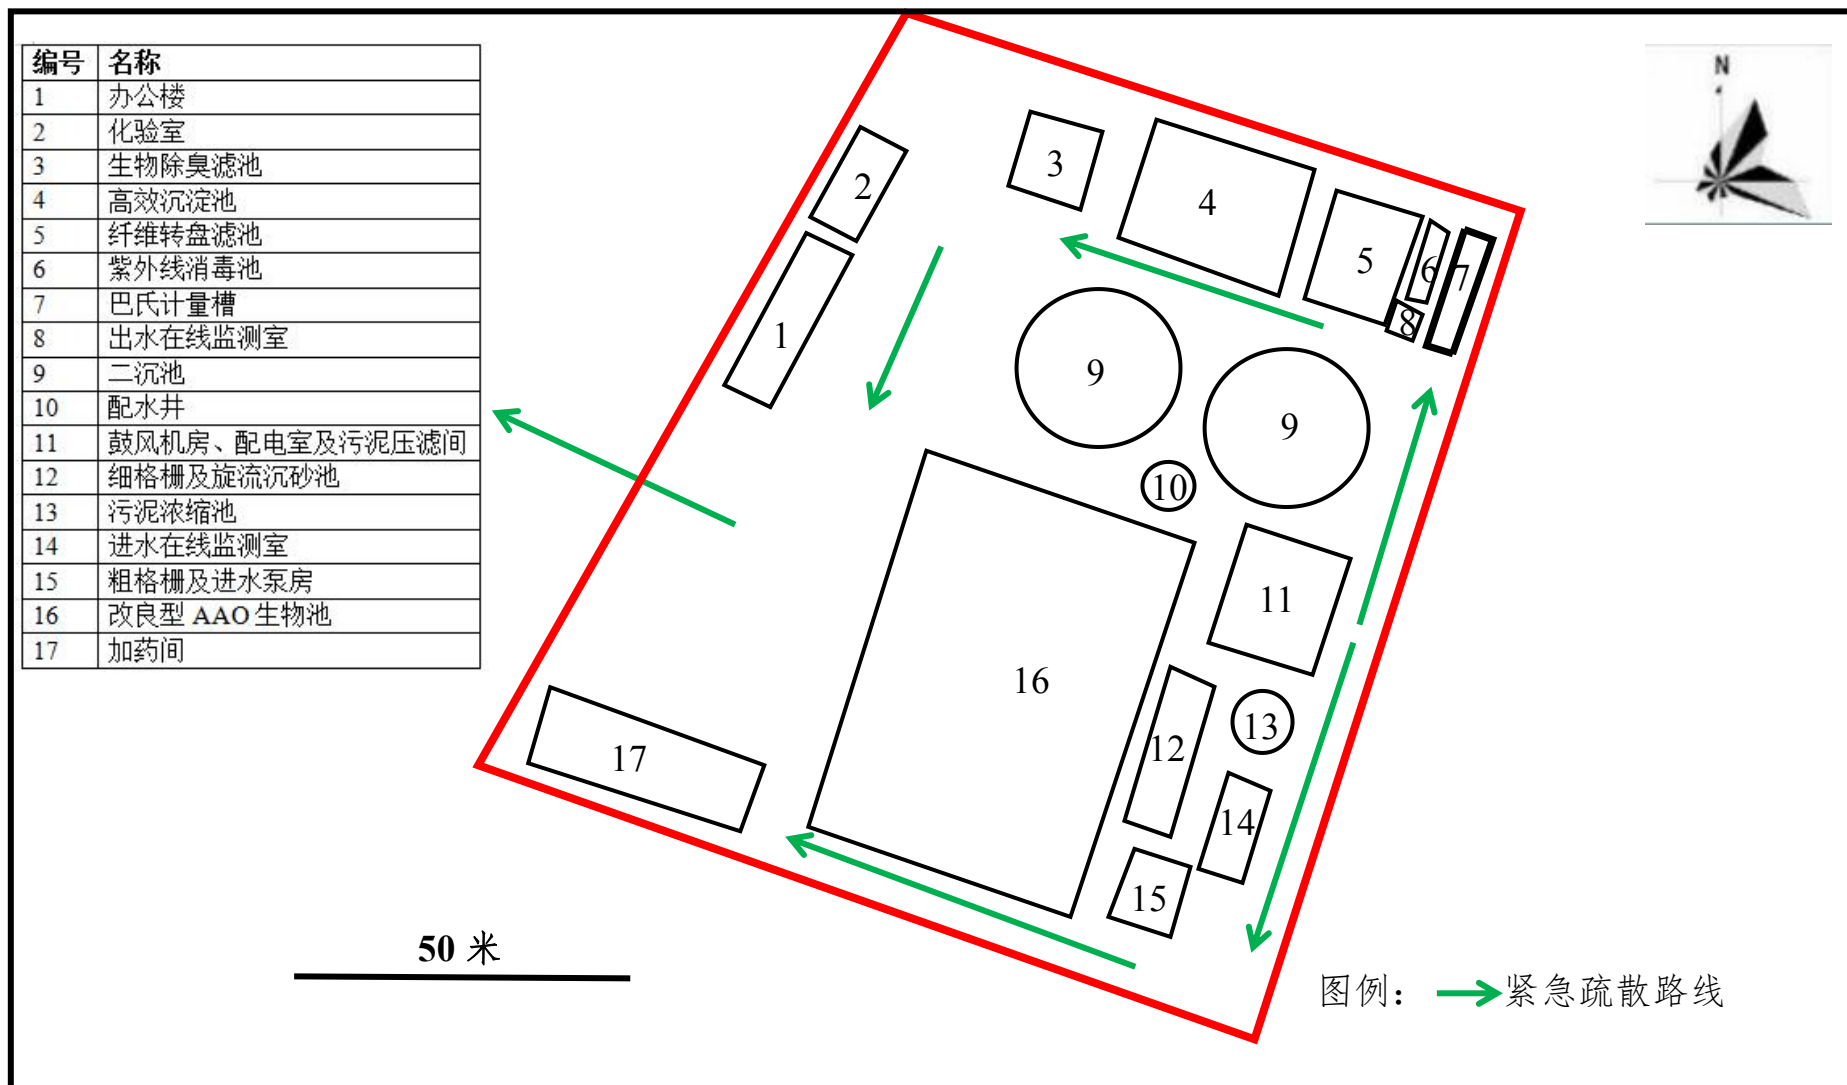 编号 名称
1 办公楼
2 化验室
3 生物除臭滤池
4 高效沉淀池
5 纤维转盘滤池
6 紫外线消毒池
7 巴氏计量槽
8 出水在线监测室
9 二沉池
10 配水井
11 鼓风机房、配电室及污泥压滤间
12 细格栅及旋流沉砂池
13 污泥浓缩池
14 进水在线监测室
15 粗格栅及进水泵房
16 改良型 AAO 生物池
17 加药间
N
3
4
2
5
6
7
8
1
9
9
10
11
16
13
12
17
14
15
50 米
图例： 紧急疏散路线